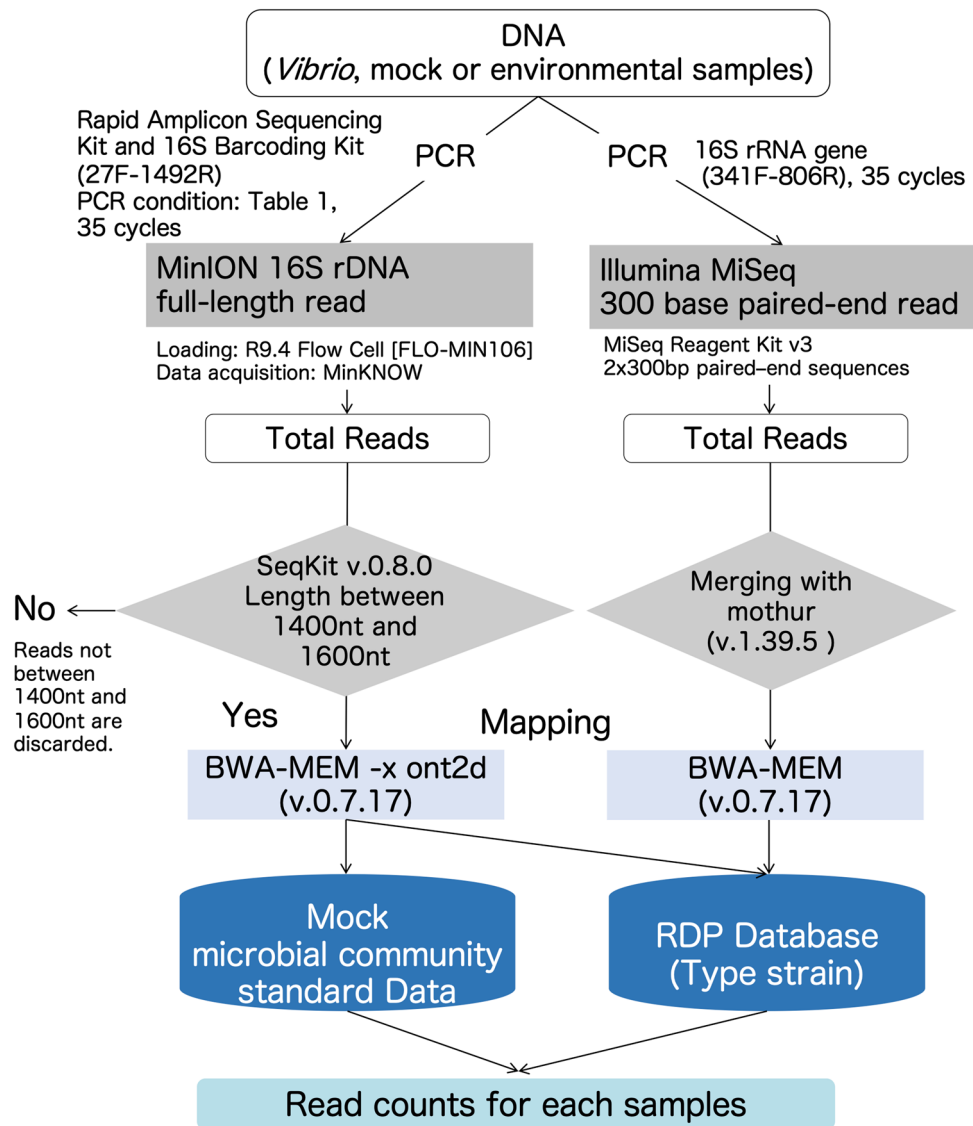 DNA
(Vibrio, mock or environmental samples)
Rapid Amplicon Sequencing
Kit and 16S Barcoding Kit
(27F-1492R)
PCR condition: Table 1,
35 cycles
PCR
PCR
16S rRNA gene
(341F-806R), 35 cycles
MinION 16S rDNA
full-length read
Illumina MiSeq
300 base paired-end read
Loading: R9.4 Flow Cell [FLO-MIN106]
Data acquisition: MinKNOW
MiSeq Reagent Kit v3
2x300bp paired–end sequences
Total Reads
Total Reads
SeqKit v.0.8.0
Length between
1400nt and
1600nt
Merging with
mothur
(v.1.39.5 )
No
Reads not
between
1400nt and
1600nt are
discarded.
Yes
Mapping
BWA-MEM -x ont2d
(v.0.7.17)
BWA-MEM
(v.0.7.17)
Mock
microbial community
standard Data
RDP Database
(Type strain)
Read counts for each samples